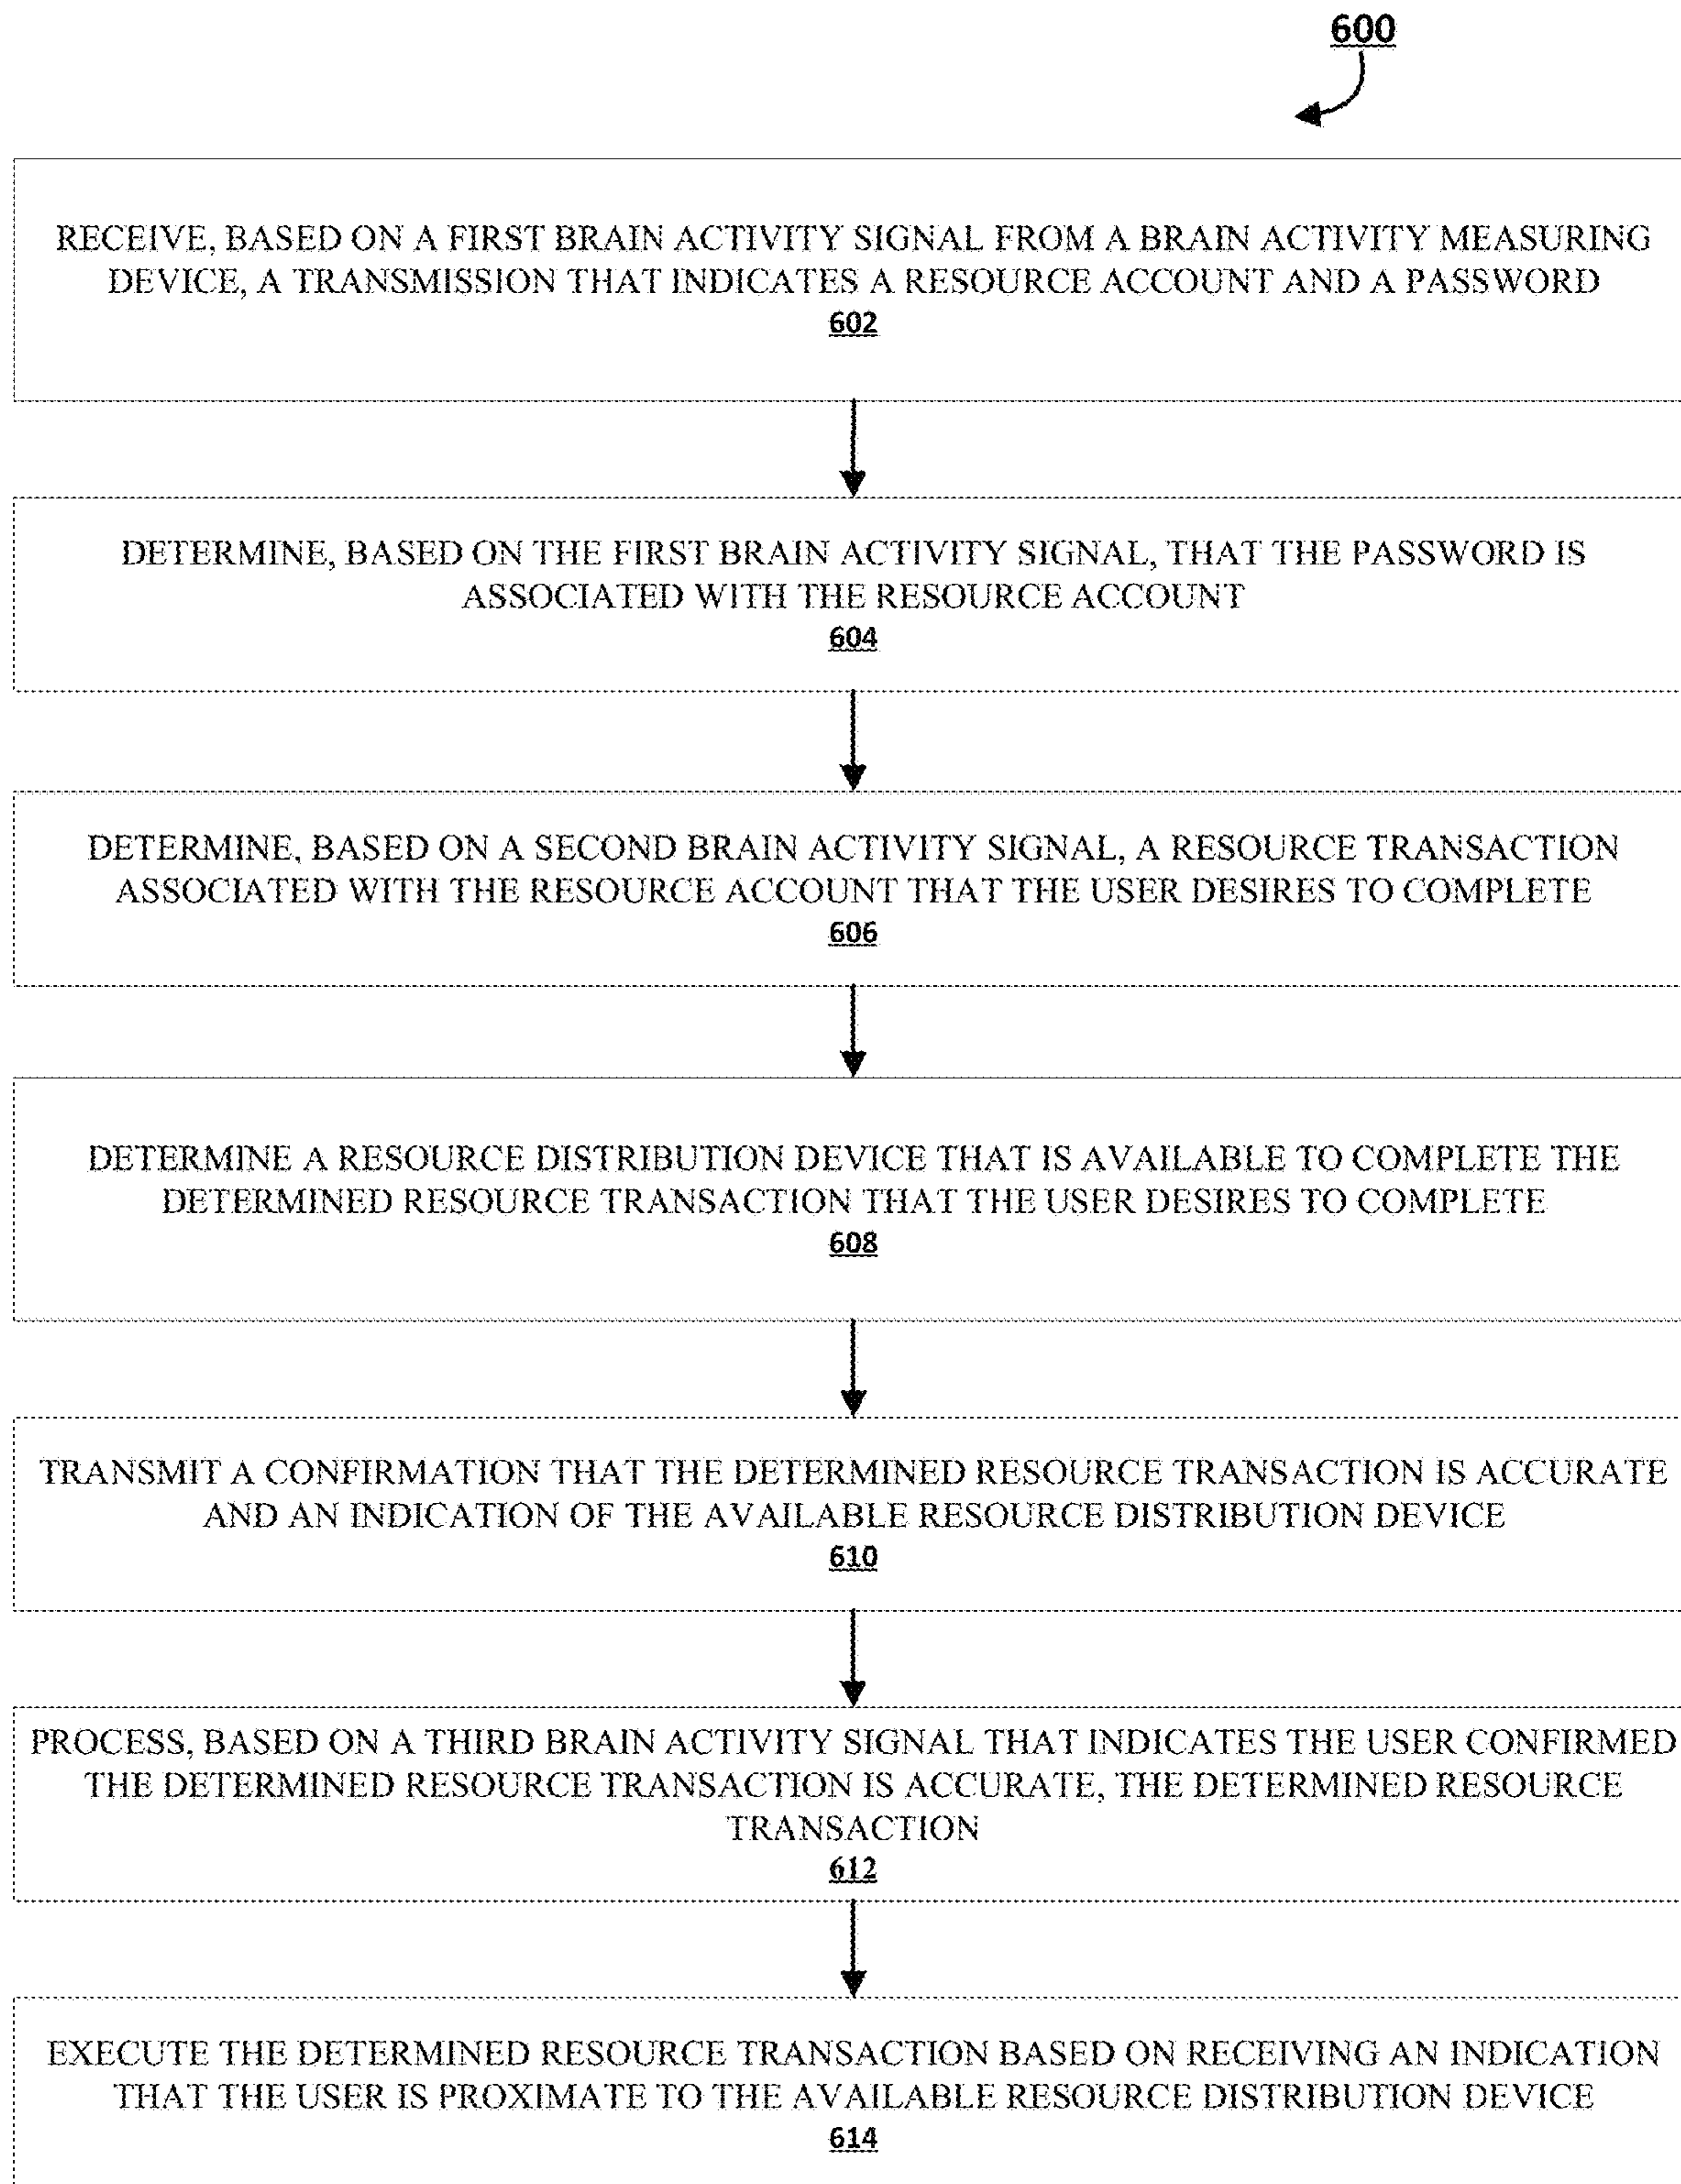 600
RECEIVE, BASED ON A FIRST BRAIN ACTIVITY SIGNAL FROM A BRAIN ACTIVITY MEASURING
DEVICE, A TRANSMISSION THAT INDICATES A RESOURCE ACCOUNT AND A PASSWORD
602
DETERMINE, BASED ON THE FIRST BRAIN ACTIVITY SIGNAL, THAT THE PASSWORD IS
ASSOCIATED WITH THE RESOURCE ACCOUNT
604
DETERMINE, BASED ON A SECOND BRAIN ACTIVITY SIGNAL, A RESOURCE TRANSACTION
ASSOCIATED WITH THE RESOURCE ACCOUNT THAT THE USER DESIRES TO COMPLETE
606
DETERMINE A RESOURCE DISTRIBUTION DEVICE THAT IS AVAILABLE TO COMPLETE THE
DETERMINED RESOURCE TRANSACTION THAT THE USER DESIRES TO COMPLETE
608
TRANSMIT A CONFIRMATION THAT THE DETERMINED RESOURCE TRANSACTION IS ACCURATE
AND AN INDICATION OF THE AVAILABLE RESOURCE DISTRIBUTION DEVICE
610
PROCESS, BASED ON A THIRD BRAIN ACTIVITY SIGNAL THAT INDICATES THE USER CONFIRMED
THE DETERMINED RESOURCE TRANSACTION IS ACCURATE, THE DETERMINED RESOURCE
TRANSACTION
612
EXECUTE THE DETERMINED RESOURCE TRANSACTION BASED ON RECEIVING AN INDICATION
THAT THE USER IS PROXIMATE TO THE AVAILABLE RESOURCE DISTRIBUTION DEVICE
614